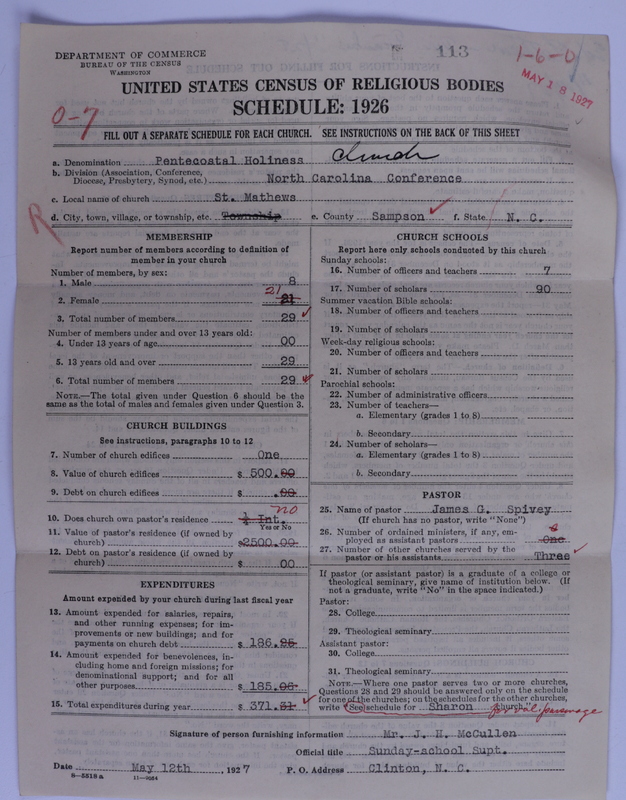 DEPARTMENT OF COMMERCE
BUREAU OF THE CENSUS
WASHINGTON
113
1-6-0
MAY 18 1927
UNITED STATES CENSUS OF RELIGIOUS BODIES
SCHEDULE: 1926
0-7
FILL OUT A SEPARATE SCHEDULE FOR EACH CHURCH. SEE INSTRUCTIONS ON THE BACK OF THIS SHEET
a. Denomination Pentecostal Holiness Church
b. Division (Association, Conference, Diocese, Presbytery, Synod, etc.) North Carolina Conference
c. Local name of church St. Mathews
d. City, town, village, or township, etc. Township e. County Sampson f. State N. C.
R
MEMBERSHIP
Report number of members according to definition of
member in your church
Number of members, by sex:
1. Male 8
2. Female 21 21
3. Total number of members 29
Number of members under and over 13 years old:
4. Under 13 years of age 00
5. 13 years old and over 29
6. Total number of members 29
NOTE.—The total given under Question 6 should be the
same as the total of males and females given under Question 3.
CHURCH BUILDINGS
See instructions, paragraphs 10 to 12
7. Number of church edifices One
8. Value of church edifices $ 500.00
9. Debt on church edifices $ .00
10. Does church own pastor's residence ¼ Int. no
Yes or No
11. Value of pastor's residence (if owned by
church) $2500.00
12. Debt on pastor's residence (if owned by
church) $ 00
EXPENDITURES
Amount expended by your church during last fiscal year
13. Amount expended for salaries, repairs,
and other running expenses; for im-
provements or new buildings; and for
payments on church debt $ 186.25
14. Amount expended for benevolences, in-
cluding home and foreign missions; for
denominational support; and for all
other purposes $ 185.06
15. Total expenditures during year $ 371.31
CHURCH SCHOOLS
Report here only schools conducted by this church
Sunday schools:
16. Number of officers and teachers 7
17. Number of scholars 90
Summer vacation Bible schools:
18. Number of officers and teachers
19. Number of scholars
Week-day religious schools:
20. Number of officers and teachers
21. Number of scholars
Parochial schools:
22. Number of administrative officers
23. Number of teachers—
a. Elementary (grades 1 to 8)
b. Secondary
24. Number of scholars—
a. Elementary (grades 1 to 8)
b. Secondary
PASTOR
25. Name of pastor James G. Spivey
(If church has no pastor, write "None")
26. Number of ordained ministers, if any, em-
ployed as assistant pastors One
27. Number of other churches served by the
pastor or his assistants Three
If pastor (or assistant pastor) is a graduate of a college or
theological seminary, give name of institution below. (If
not a graduate, write "No" in the space indicated.)
Pastor:
28. College
29. Theological seminary
Assistant pastor:
30. College
31. Theological seminary
NOTE.—Where one pastor serves two or more churches,
Questions 28 and 29 should be answered only on the schedule
for one of the churches; on the schedules for the other churches,
write "See schedule for Sharon church"
for val parsonage
Signature of person furnishing information Mr. J. H. McCullen
Official title Sunday-school Supt.
Date May 12th, 1927 P. O. Address Clinton, N. C.
8-5518a 11-9064